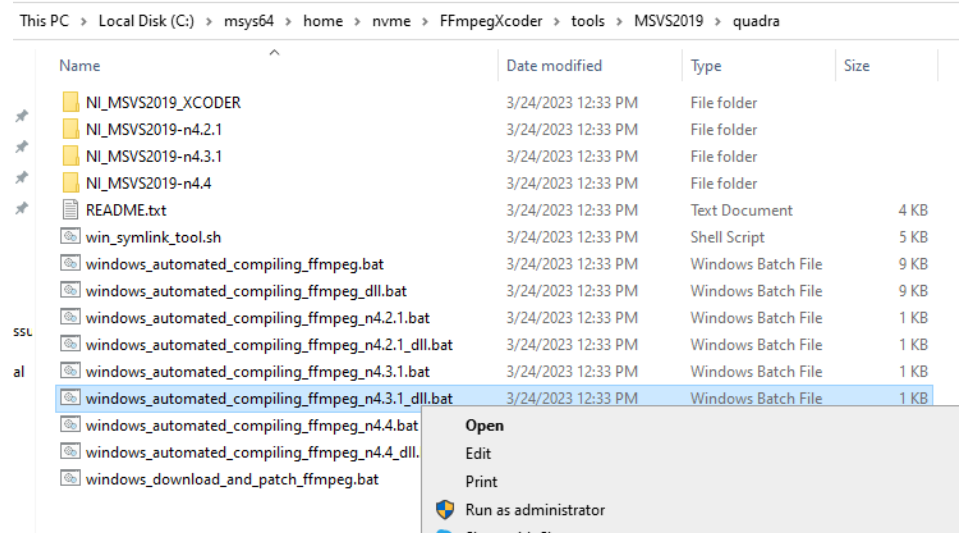 This PC > Local Disk (C:) > msys64 > home > nvme > FFmpegXcoder > tools > MSVS2019 > quadra
Name Date modified Type Size
NI_MSVS2019_XCODER 3/24/2023 12:33 PM File folder
NI_MSVS2019-n4.2.1 3/24/2023 12:33 PM File folder
NI_MSVS2019-n4.3.1 3/24/2023 12:33 PM File folder
NI_MSVS2019-n4.4 3/24/2023 12:33 PM File folder
README.txt 3/24/2023 12:33 PM Text Document 4 KB
win_symlink_tool.sh 3/24/2023 12:33 PM Shell Script 5 KB
windows_automated_compiling_ffmpeg.bat 3/24/2023 12:33 PM Windows Batch File 9 KB
windows_automated_compiling_ffmpeg_dll.bat 3/24/2023 12:33 PM Windows Batch File 9 KB
windows_automated_compiling_ffmpeg_n4.2.1.bat 3/24/2023 12:33 PM Windows Batch File 1 KB
ssu
windows_automated_compiling_ffmpeg_n4.2.1_dll.bat 3/24/2023 12:33 PM Windows Batch File 1 KB
al windows_automated_compiling_ffmpeg_n4.3.1.bat 3/24/2023 12:33 PM Windows Batch File 1 KB
windows_automated_compiling_ffmpeg_n4.3.1_dll.bat 3/24/2023 12:33 PM Windows Batch File 1 KB
windows_automated_compiling_ffmpeg_n4.4.bat
windows_automated_compiling_ffmpeg_n4.4_dll.
windows_download_and_patch_ffmpeg.bat
Open
Edit
Print
Run as administrator